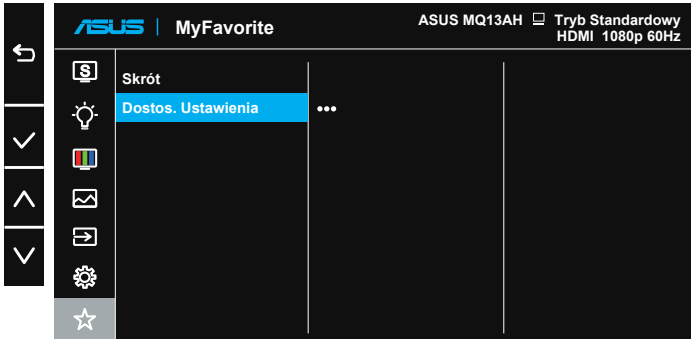 ASUS | MyFavorite
ASUS MQ13AH Tryb Standardowy
HDMI 1080p 60Hz
S
Skrót
Dostos. Ustawienia •••